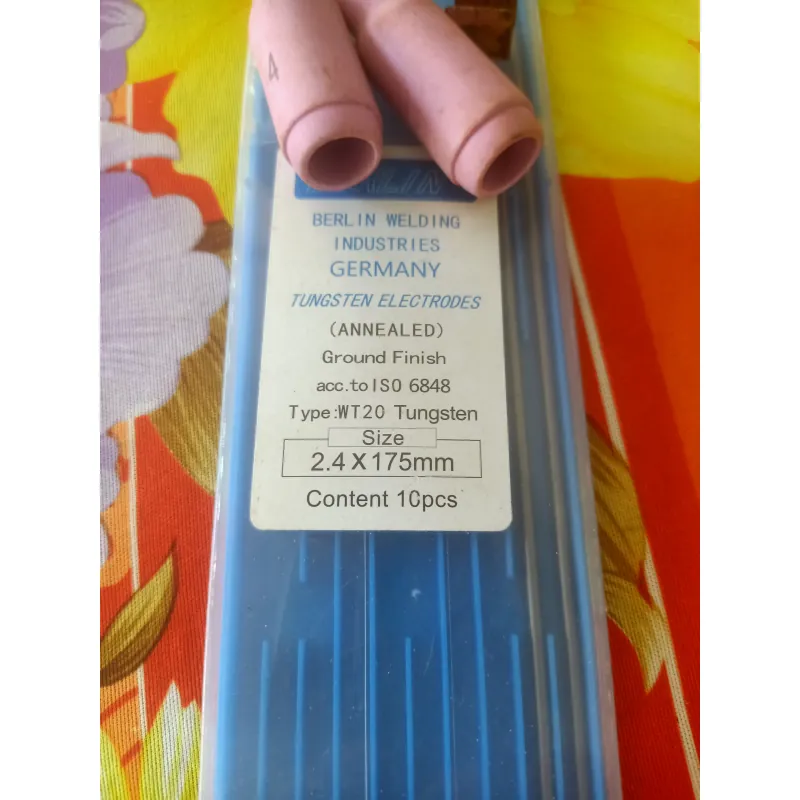 4
BERLIN WELDING
INDUSTRIES
GERMANY
TUNGSTEN ELECTRODES
(ANNEALED)
Ground Finish
acc.to ISO 6848
Type:WT20 Tungsten
Size
2.4 X 175mm
Content 10pcs